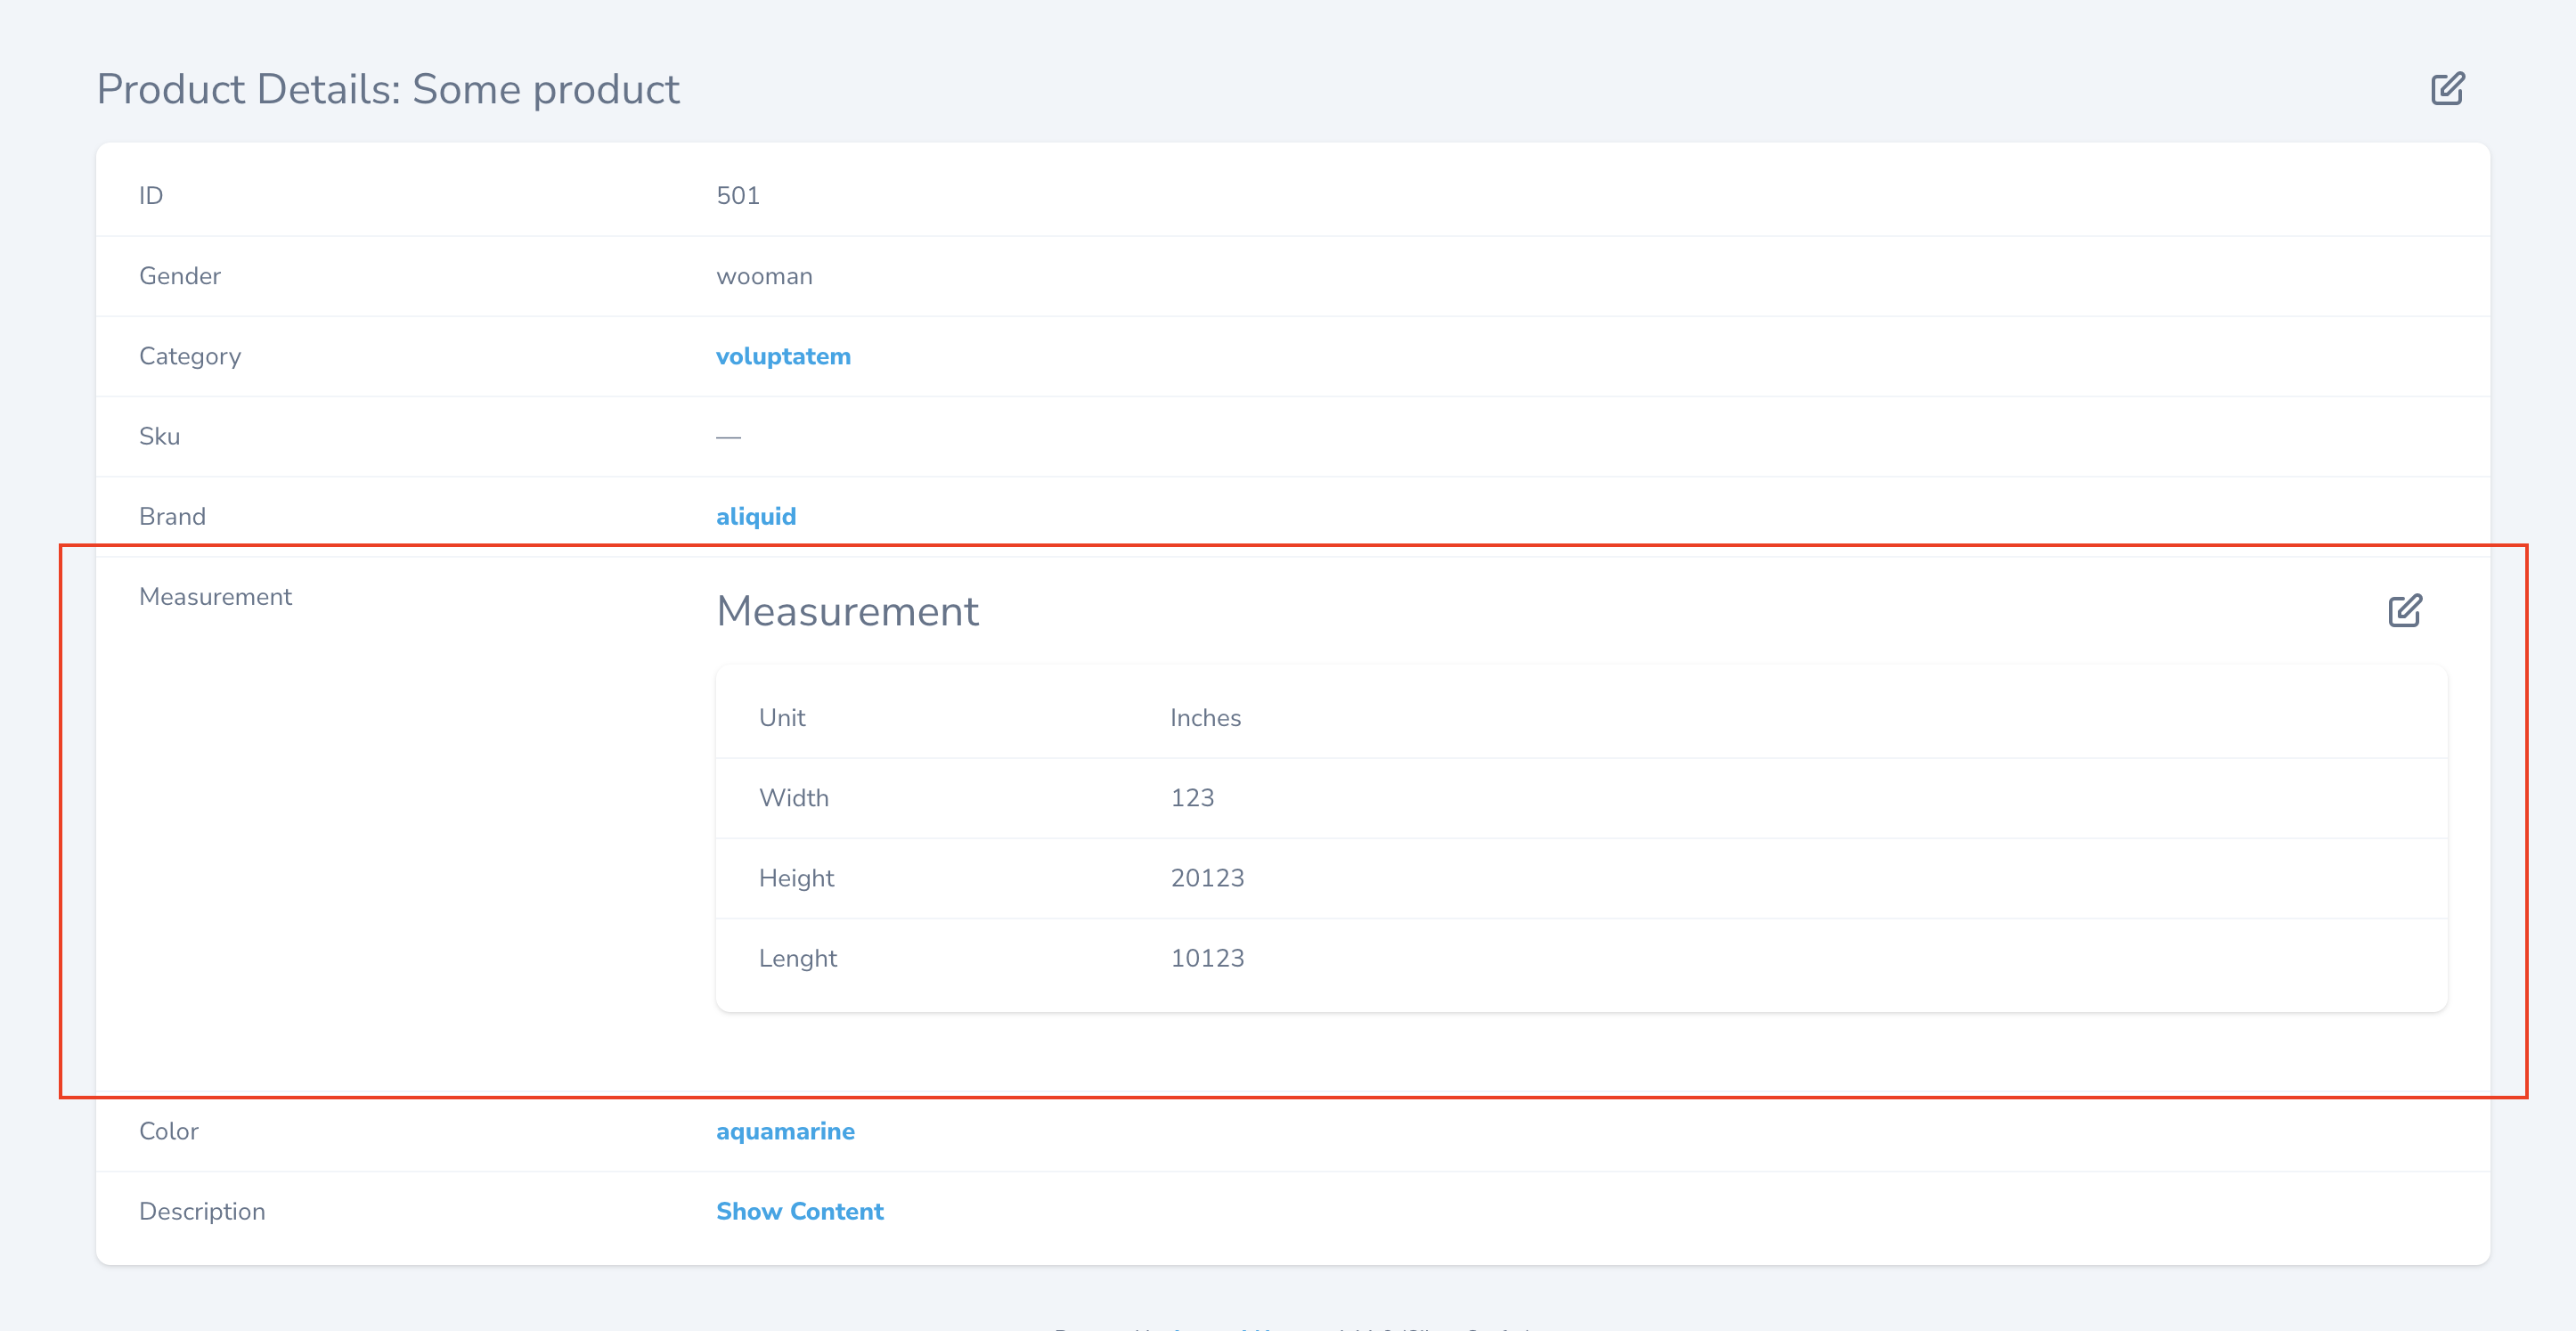 Product Details: Some product
ID 501
Gender wooman
Category voluptatem
Sku —
Brand aliquid
Measurement Measurement
Unit Inches
Width 123
Height 20123
Lenght 10123
Color aquamarine
Description Show Content